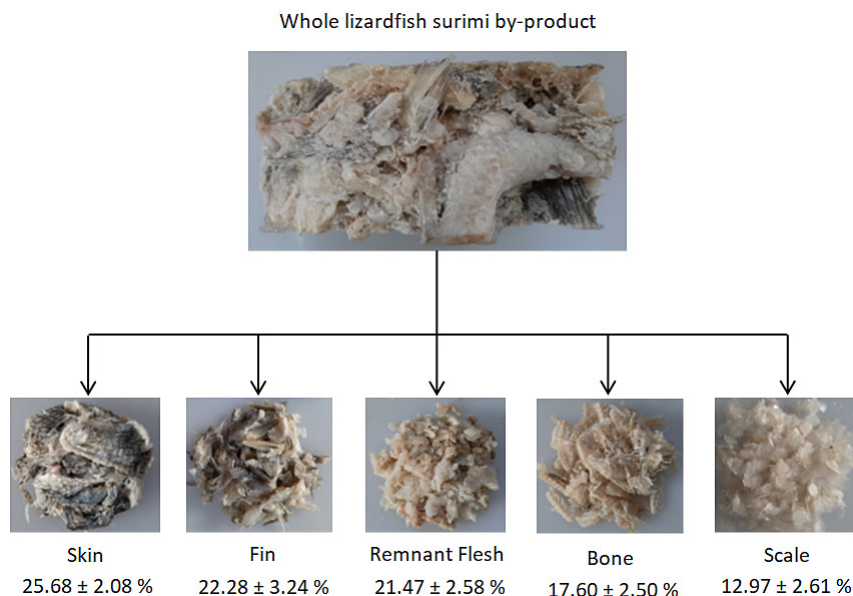 Whole lizardfish surimi by-product
Skin
25.68 ± 2.08 %
Fin
22.28 ± 3.24 %
Remnant Flesh
21.47 ± 2.58 %
Bone
17.60 ± 2.50 %
Scale
12.97 ± 2.61 %